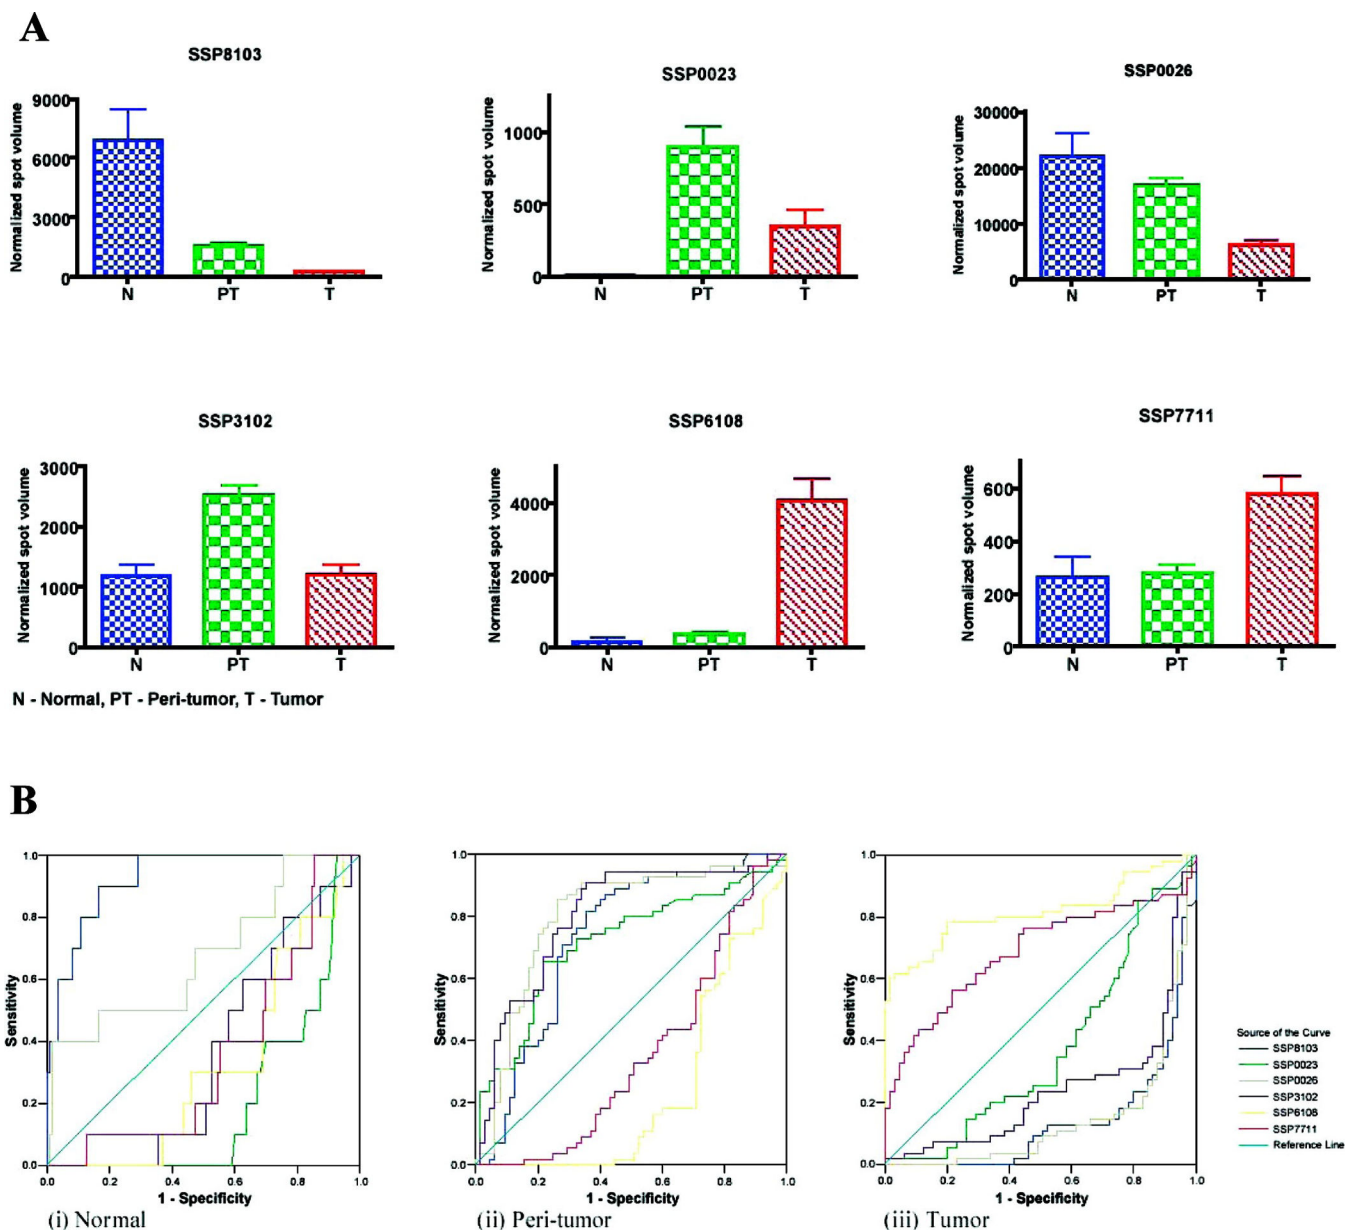 A
SSP8103
Normalized spot volume
9000
6000
3000
0
N PT T
SSP0023
Normalized spot volume
1000
500
0
N PT T
SSP0026
Normalized spot volume
30000
20000
10000
0
N PT T
SSP3102
Normalized spot volume
3000
2000
1000
0
N PT T
SSP6108
Normalized spot volume
4000
2000
0
N PT T
SSP7711
Normalized spot volume
600
400
200
0
N PT T
N - Normal, PT - Peri-tumor, T - Tumor
B
Sensitivity
1.0
0.8
0.6
0.4
0.2
0.0
0.0 0.2 0.4 0.6 0.8 1.0
1 - Specificity
(i) Normal
Sensitivity
1.0
0.8
0.6
0.4
0.2
0.0
0.0 0.2 0.4 0.6 0.8 1.0
1 - Specificity
(ii) Peri-tumor
Sensitivity
1.0
0.8
0.6
0.4
0.2
0.0
0.0 0.2 0.4 0.6 0.8 1.0
1 - Specificity
(iii) Tumor
Source of the Curve
SSP8103
SSP0023
SSP0026
SSP3102
SSP6108
SSP7711
Reference Line